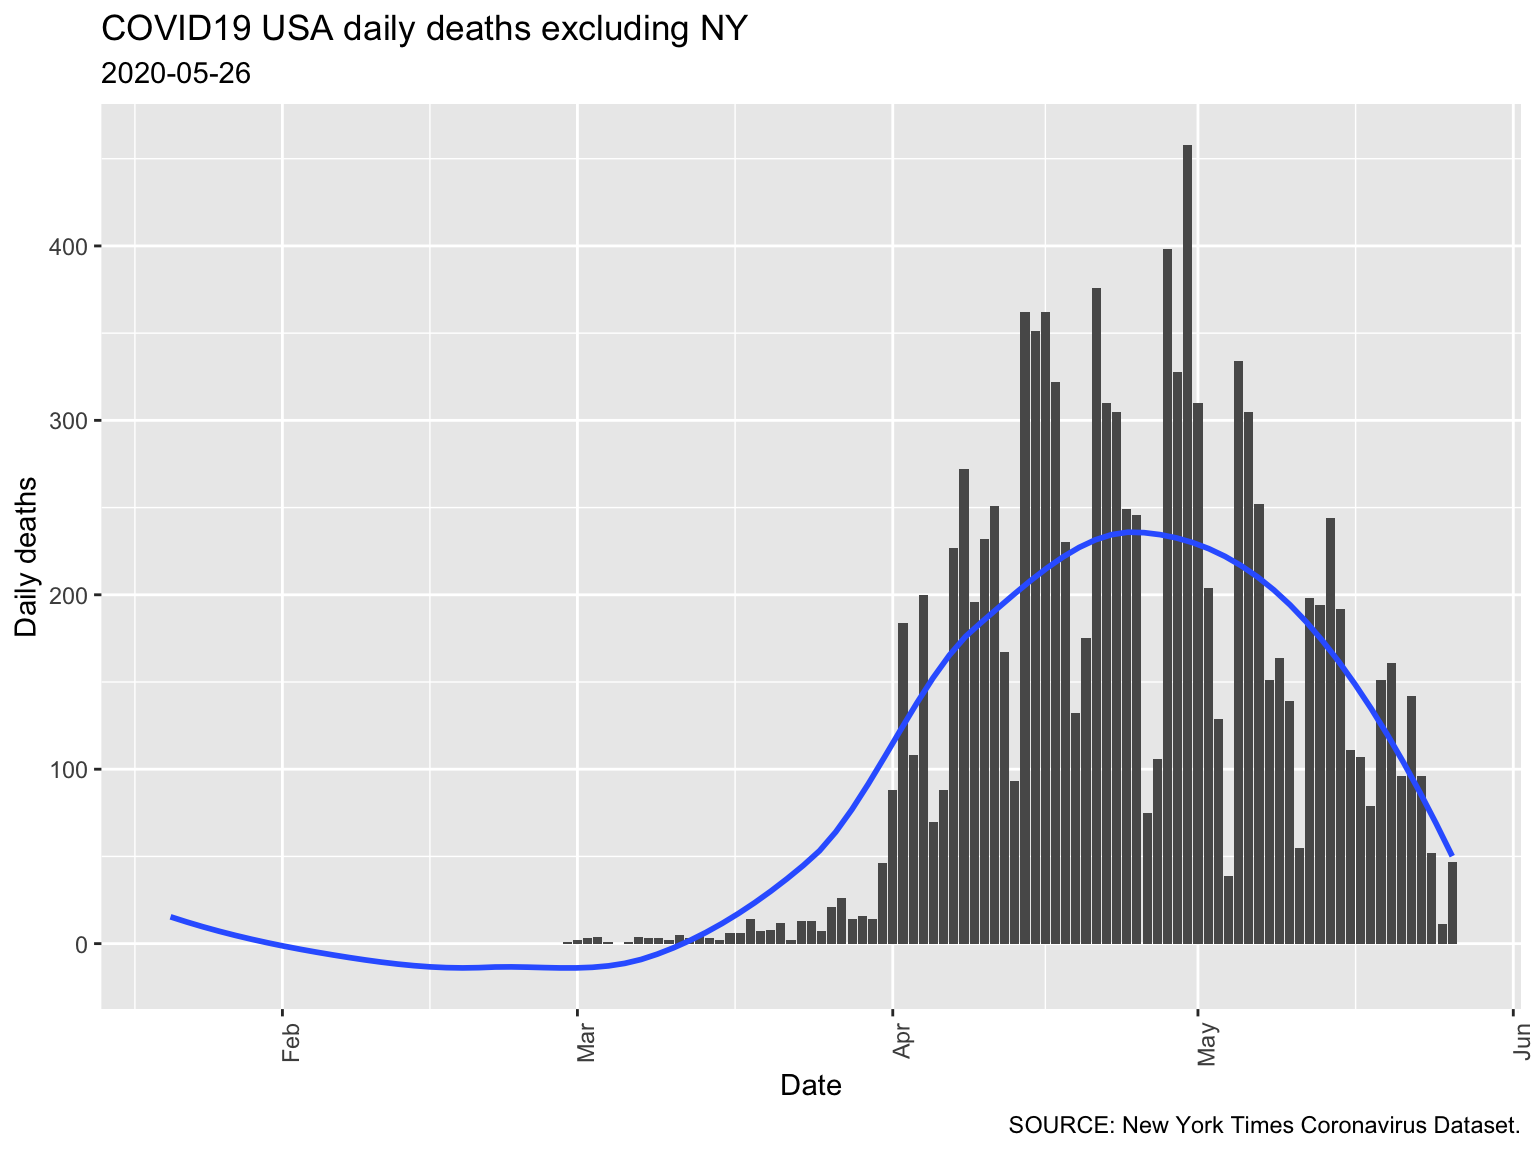 COVID19 USA daily deaths excluding NY
2020-05-26
Daily deaths
400
300
200
100
0
Feb
Mar
Apr
May
Jun
Date
SOURCE: New York Times Coronavirus Dataset.